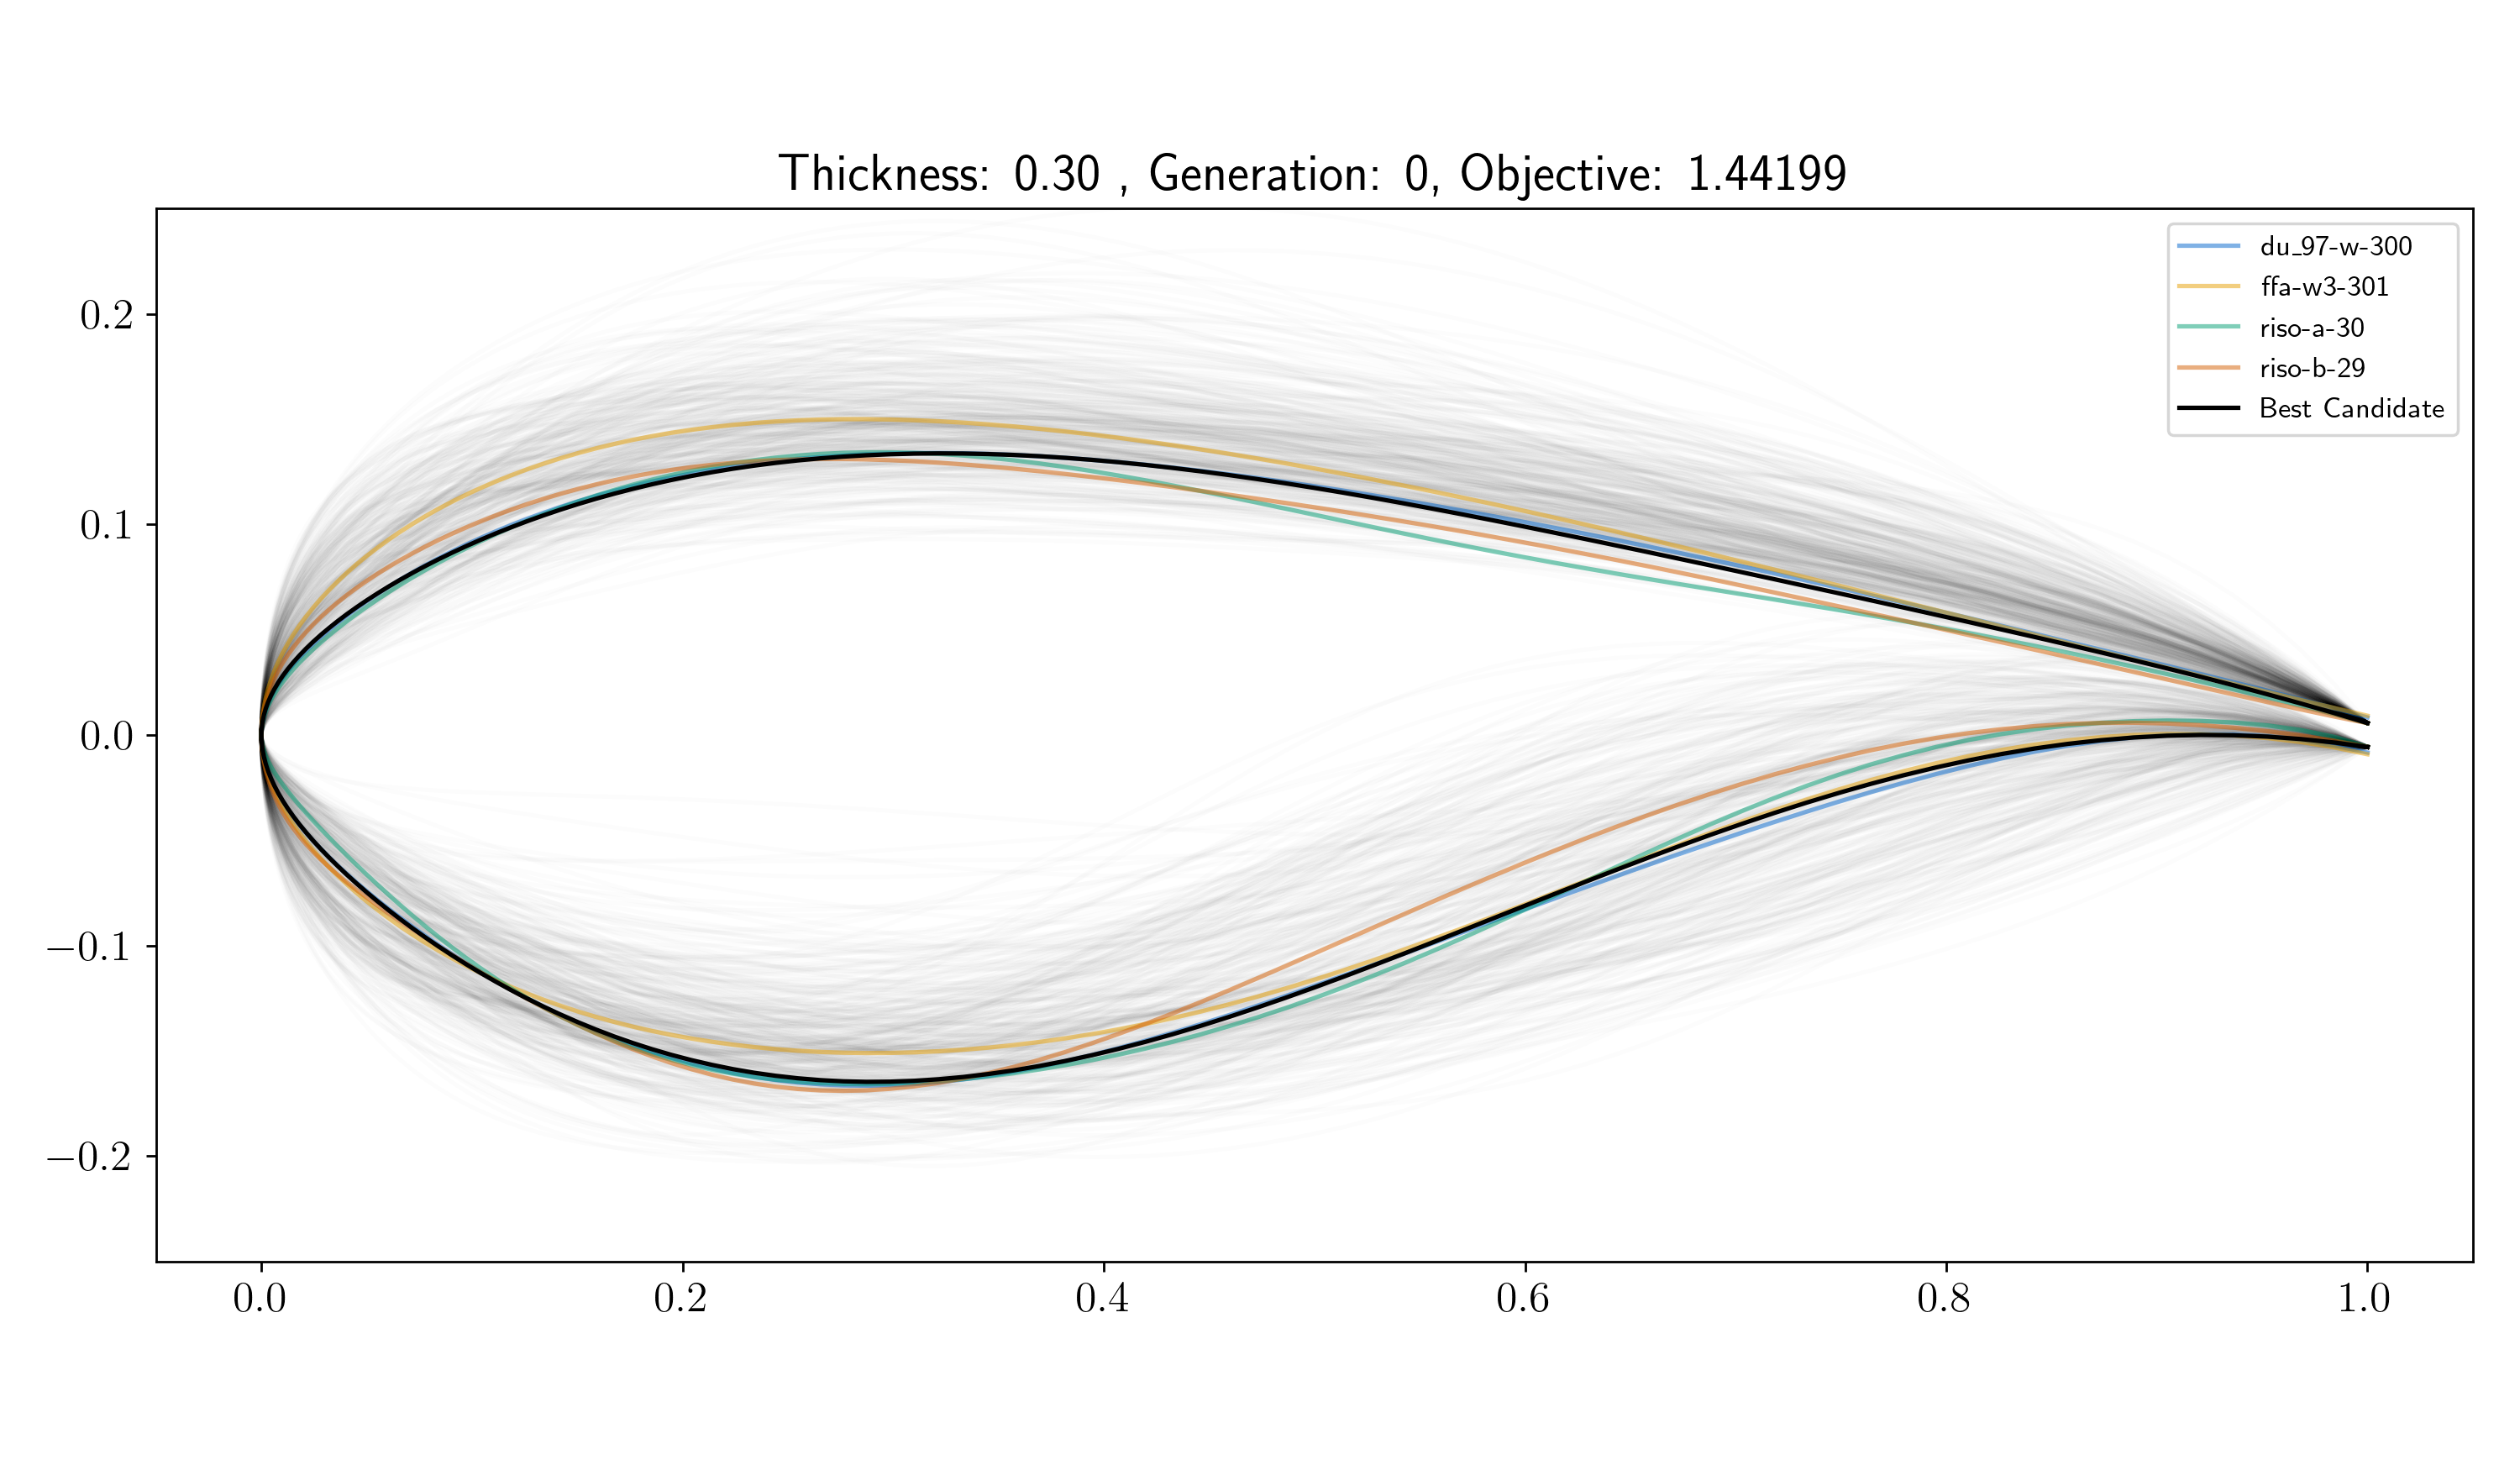 Thickness: 0.30 , Generation: 0, Objective: 1.44199
du_97-w-300
ffa-w3-301
riso-a-30
riso-b-29
Best Candidate
0.2
0.1
0.0
−0.1
−0.2
0.0 0.2 0.4 0.6 0.8 1.0